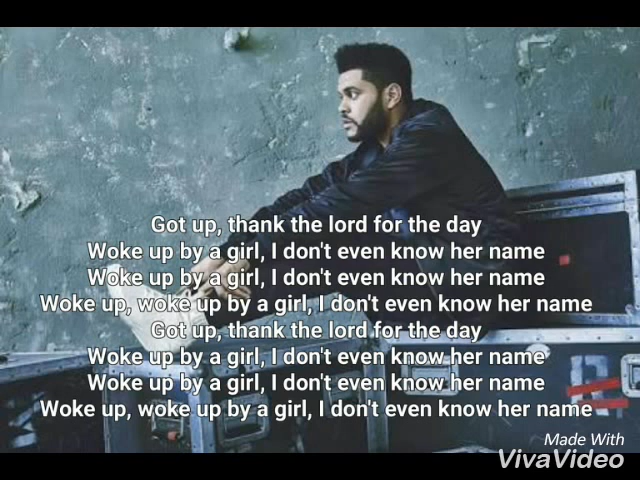 Got up, thank the lord for the day
Woke up by a girl, I don't even know her name
Woke up by a girl, I don't even know her name
Woke up, woke up by a girl, I don't even know her name
Got up, thank the lord for the day
Woke up by a girl, I don't even know her name
Woke up by a girl, I don't even know her name
Woke up, woke up by a girl, I don't even know her name
Made With
VivaVideo